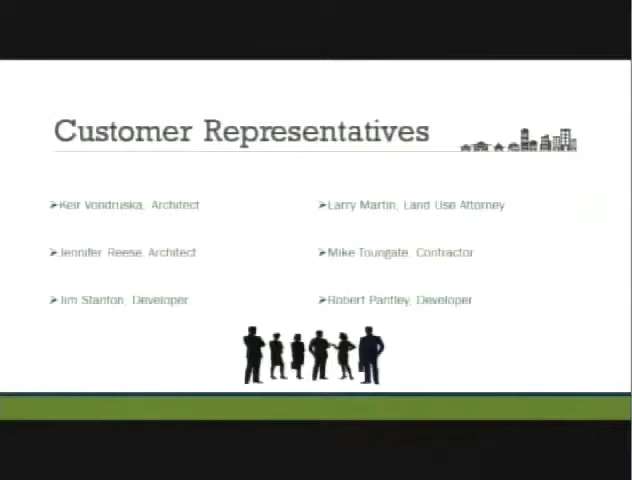 Customer Representatives
➢Keir Vondruska, Architect
➢Larry Martin, Land Use Attorney
➢Jennifer Reese, Architect
➢Mike Toungate, Contractor
➢Jim Stanton, Developer
➢Robert Pantley, Developer